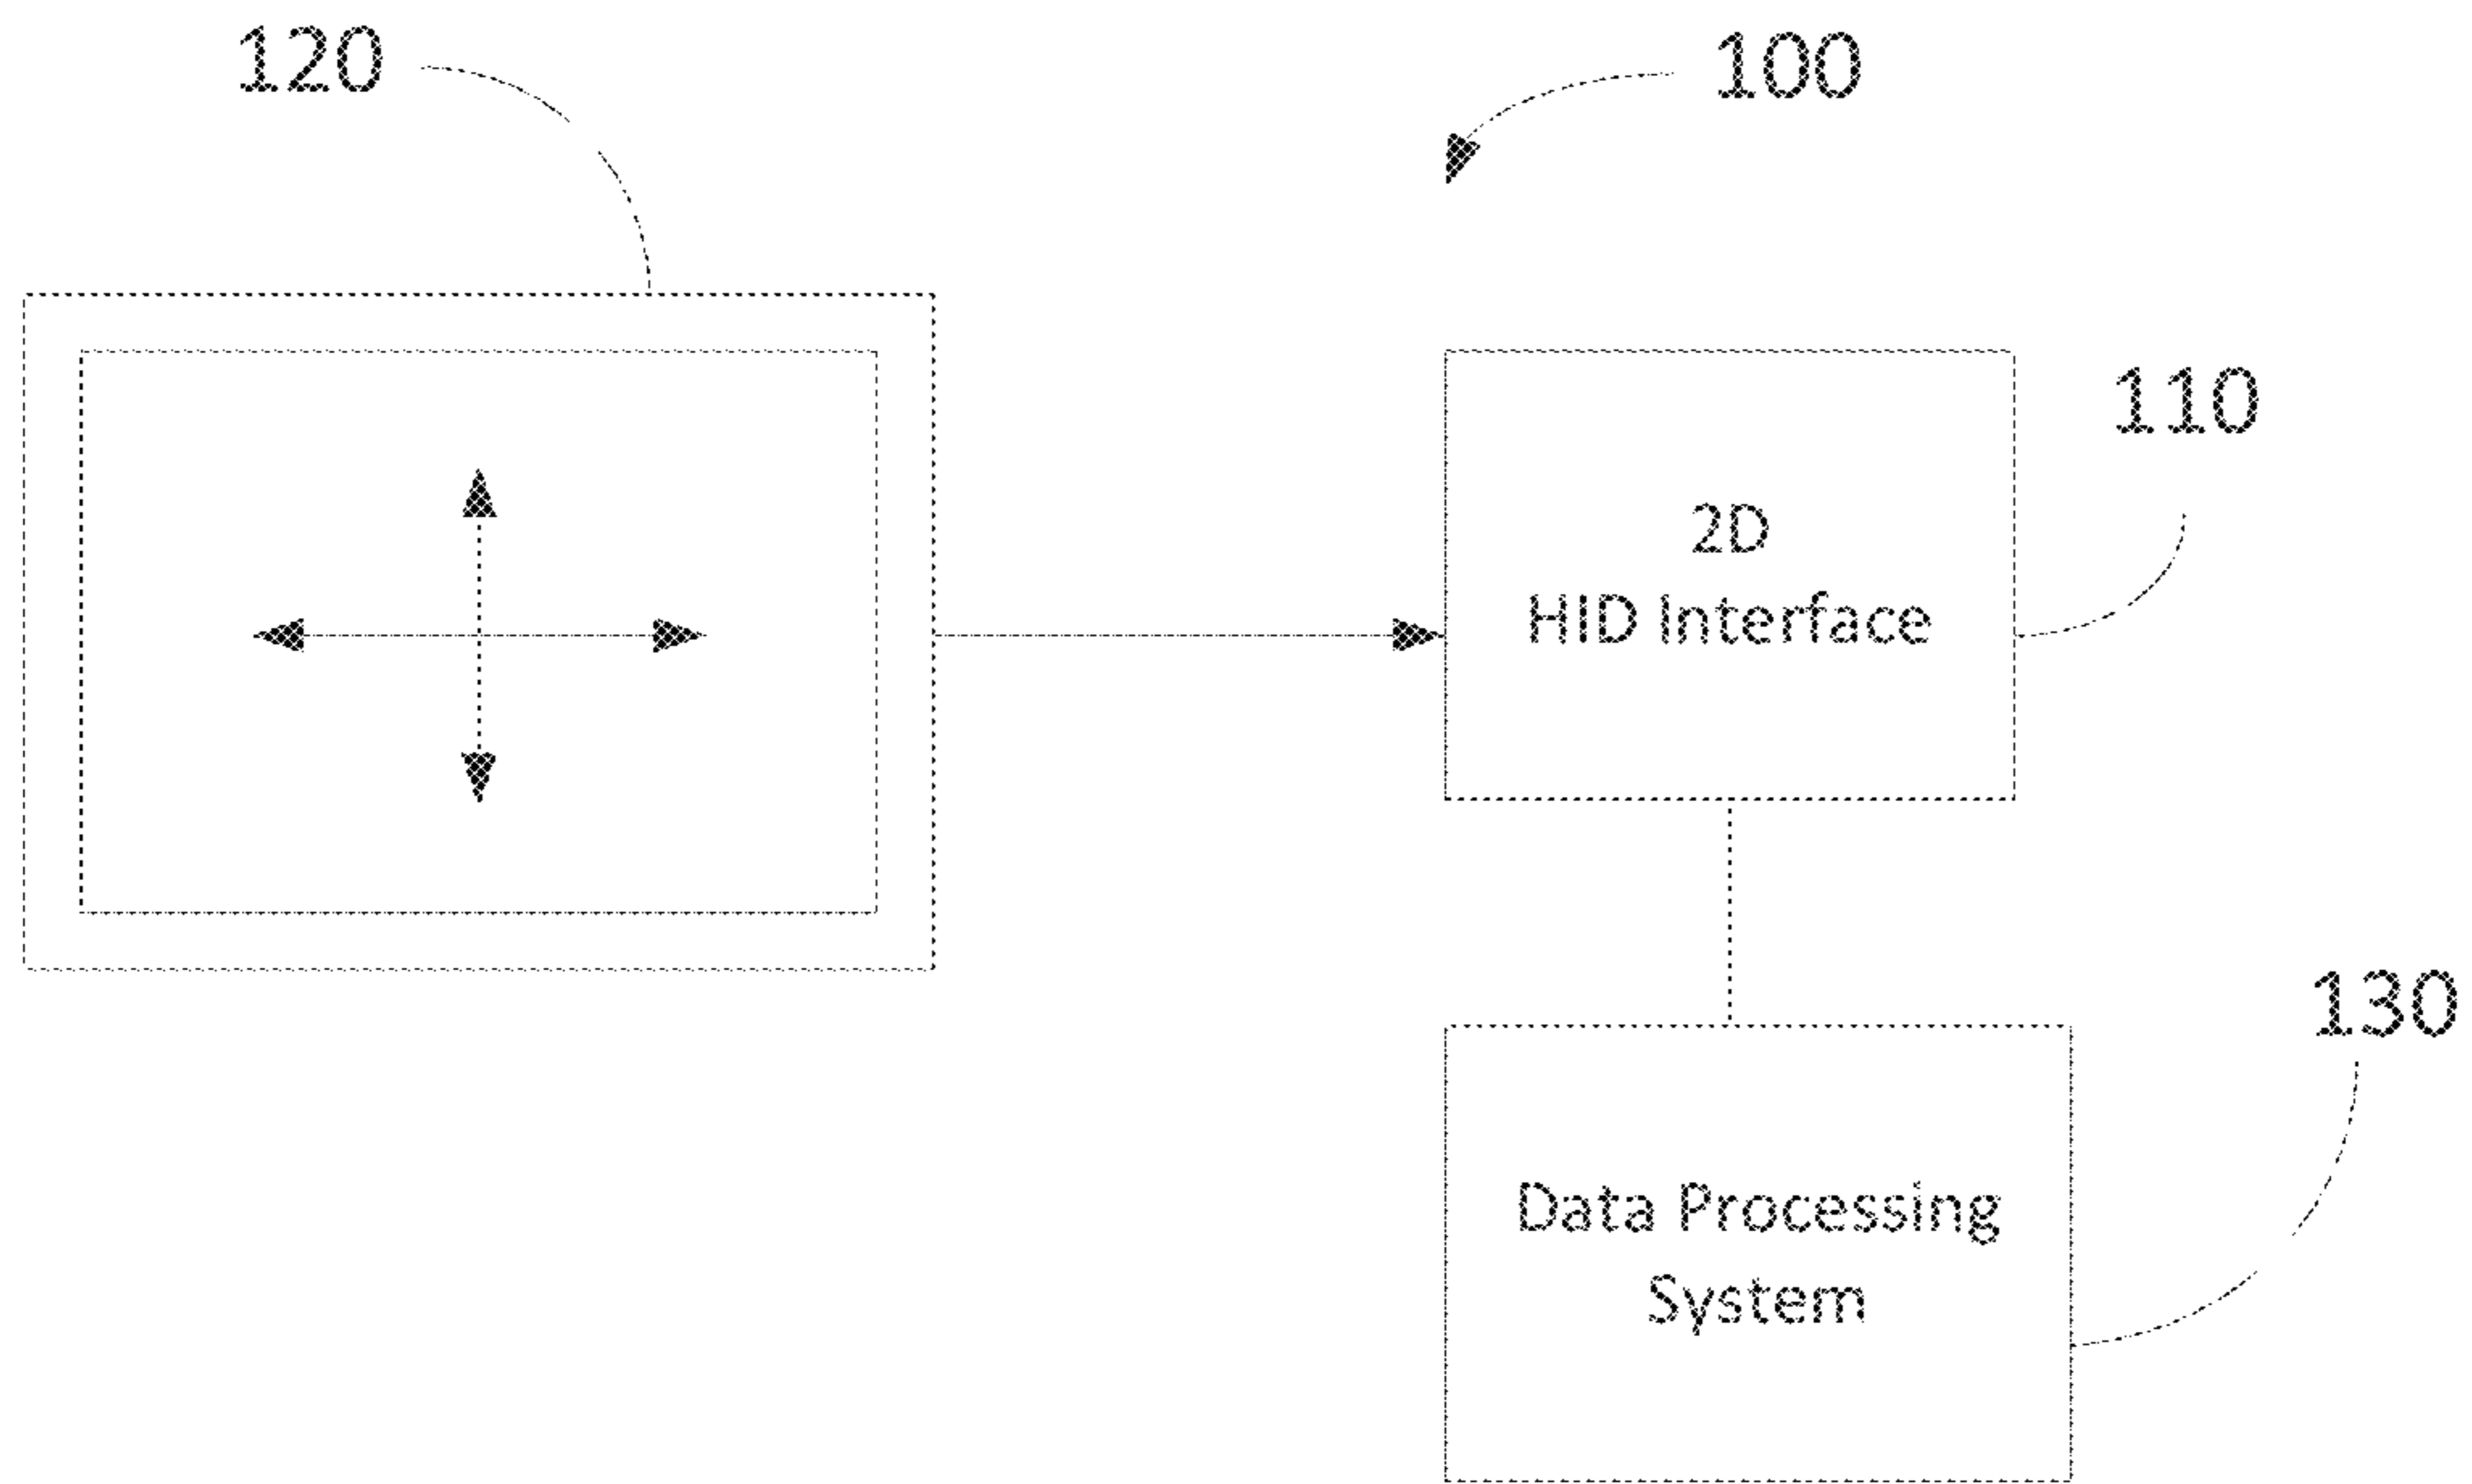 120
100
110
2D
HID Interface
130
Data Processing
System